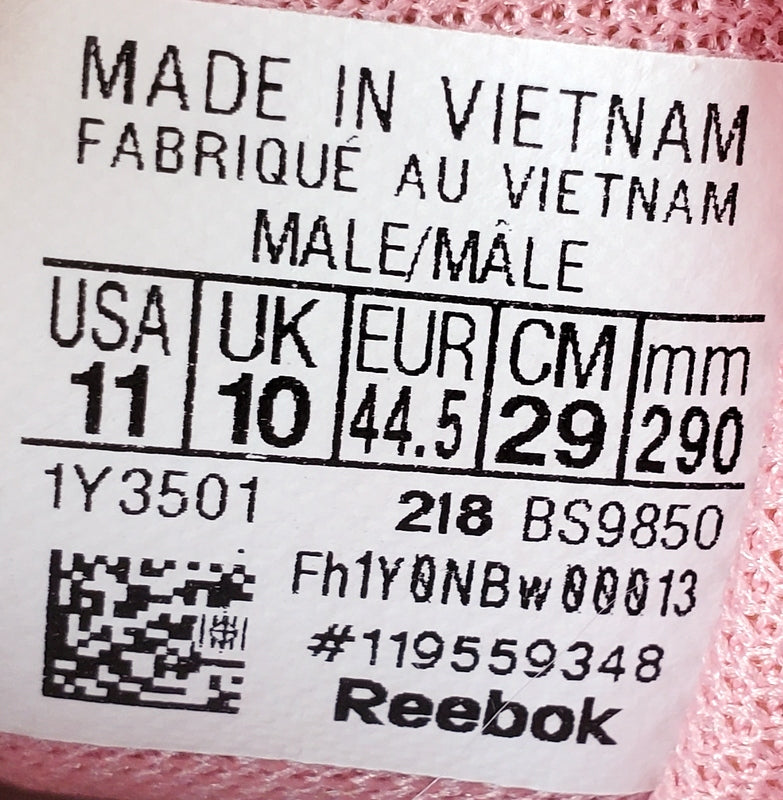 MADE IN VIETNAM
FABRIQUÉ AU VIETNAM
MALE/MÂLE
USA UK EUR CM mm
11 10 44.5 29 290
1Y3501 218 BS9850
Fh1Y0NBw00013
#119559348
Reebok